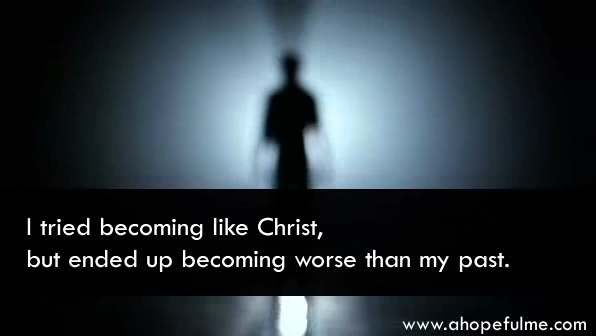 I tried becoming like Christ,
but ended up becoming worse than my past.
www.ahopefulme.com